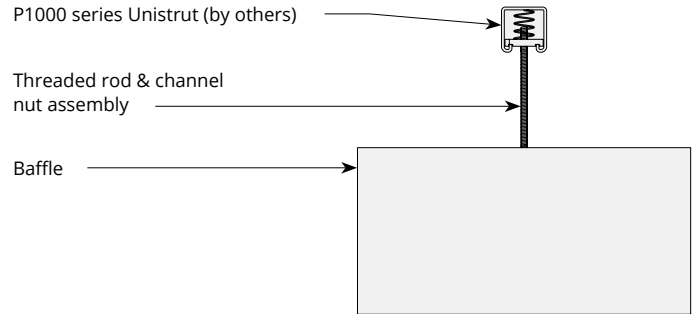 P1000 series Unistrut (by others)
Threaded rod & channel
nut assembly
Baffle